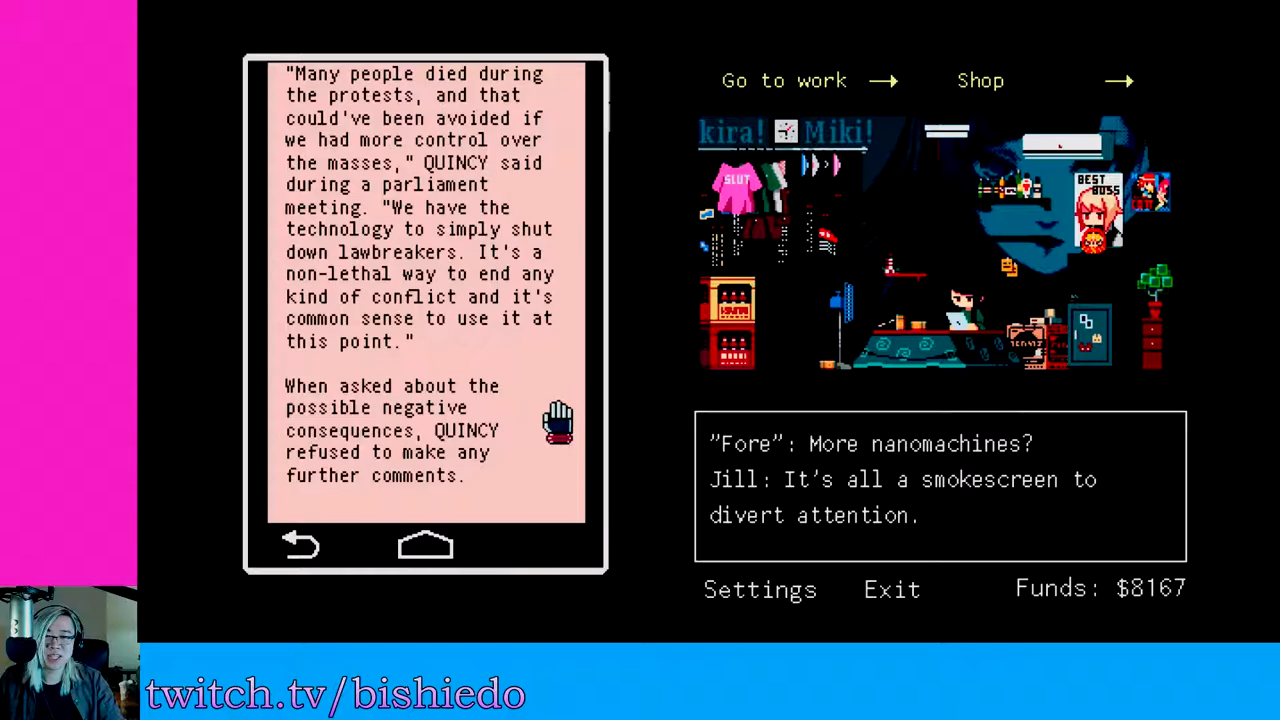 "Many people died during
the protests, and that
could've been avoided if
we had more control over
the masses," QUINCY said
during a parliament
meeting. "We have the
technology to simply shut
down lawbreakers. It's a
non-lethal way to end any
kind of conflict and it's
common sense to use it at
this point."
When asked about the
possible negative
consequences, QUINCY
refused to make any
further comments.
Go to work →
Shop →
kira! Miki!
SLUT
BEST
BOSS
"Fore": More nanomachines?
Jill: It's all a smokescreen to
divert attention.
Settings
Exit
Funds: $8167
twitch.tv/bishiedo